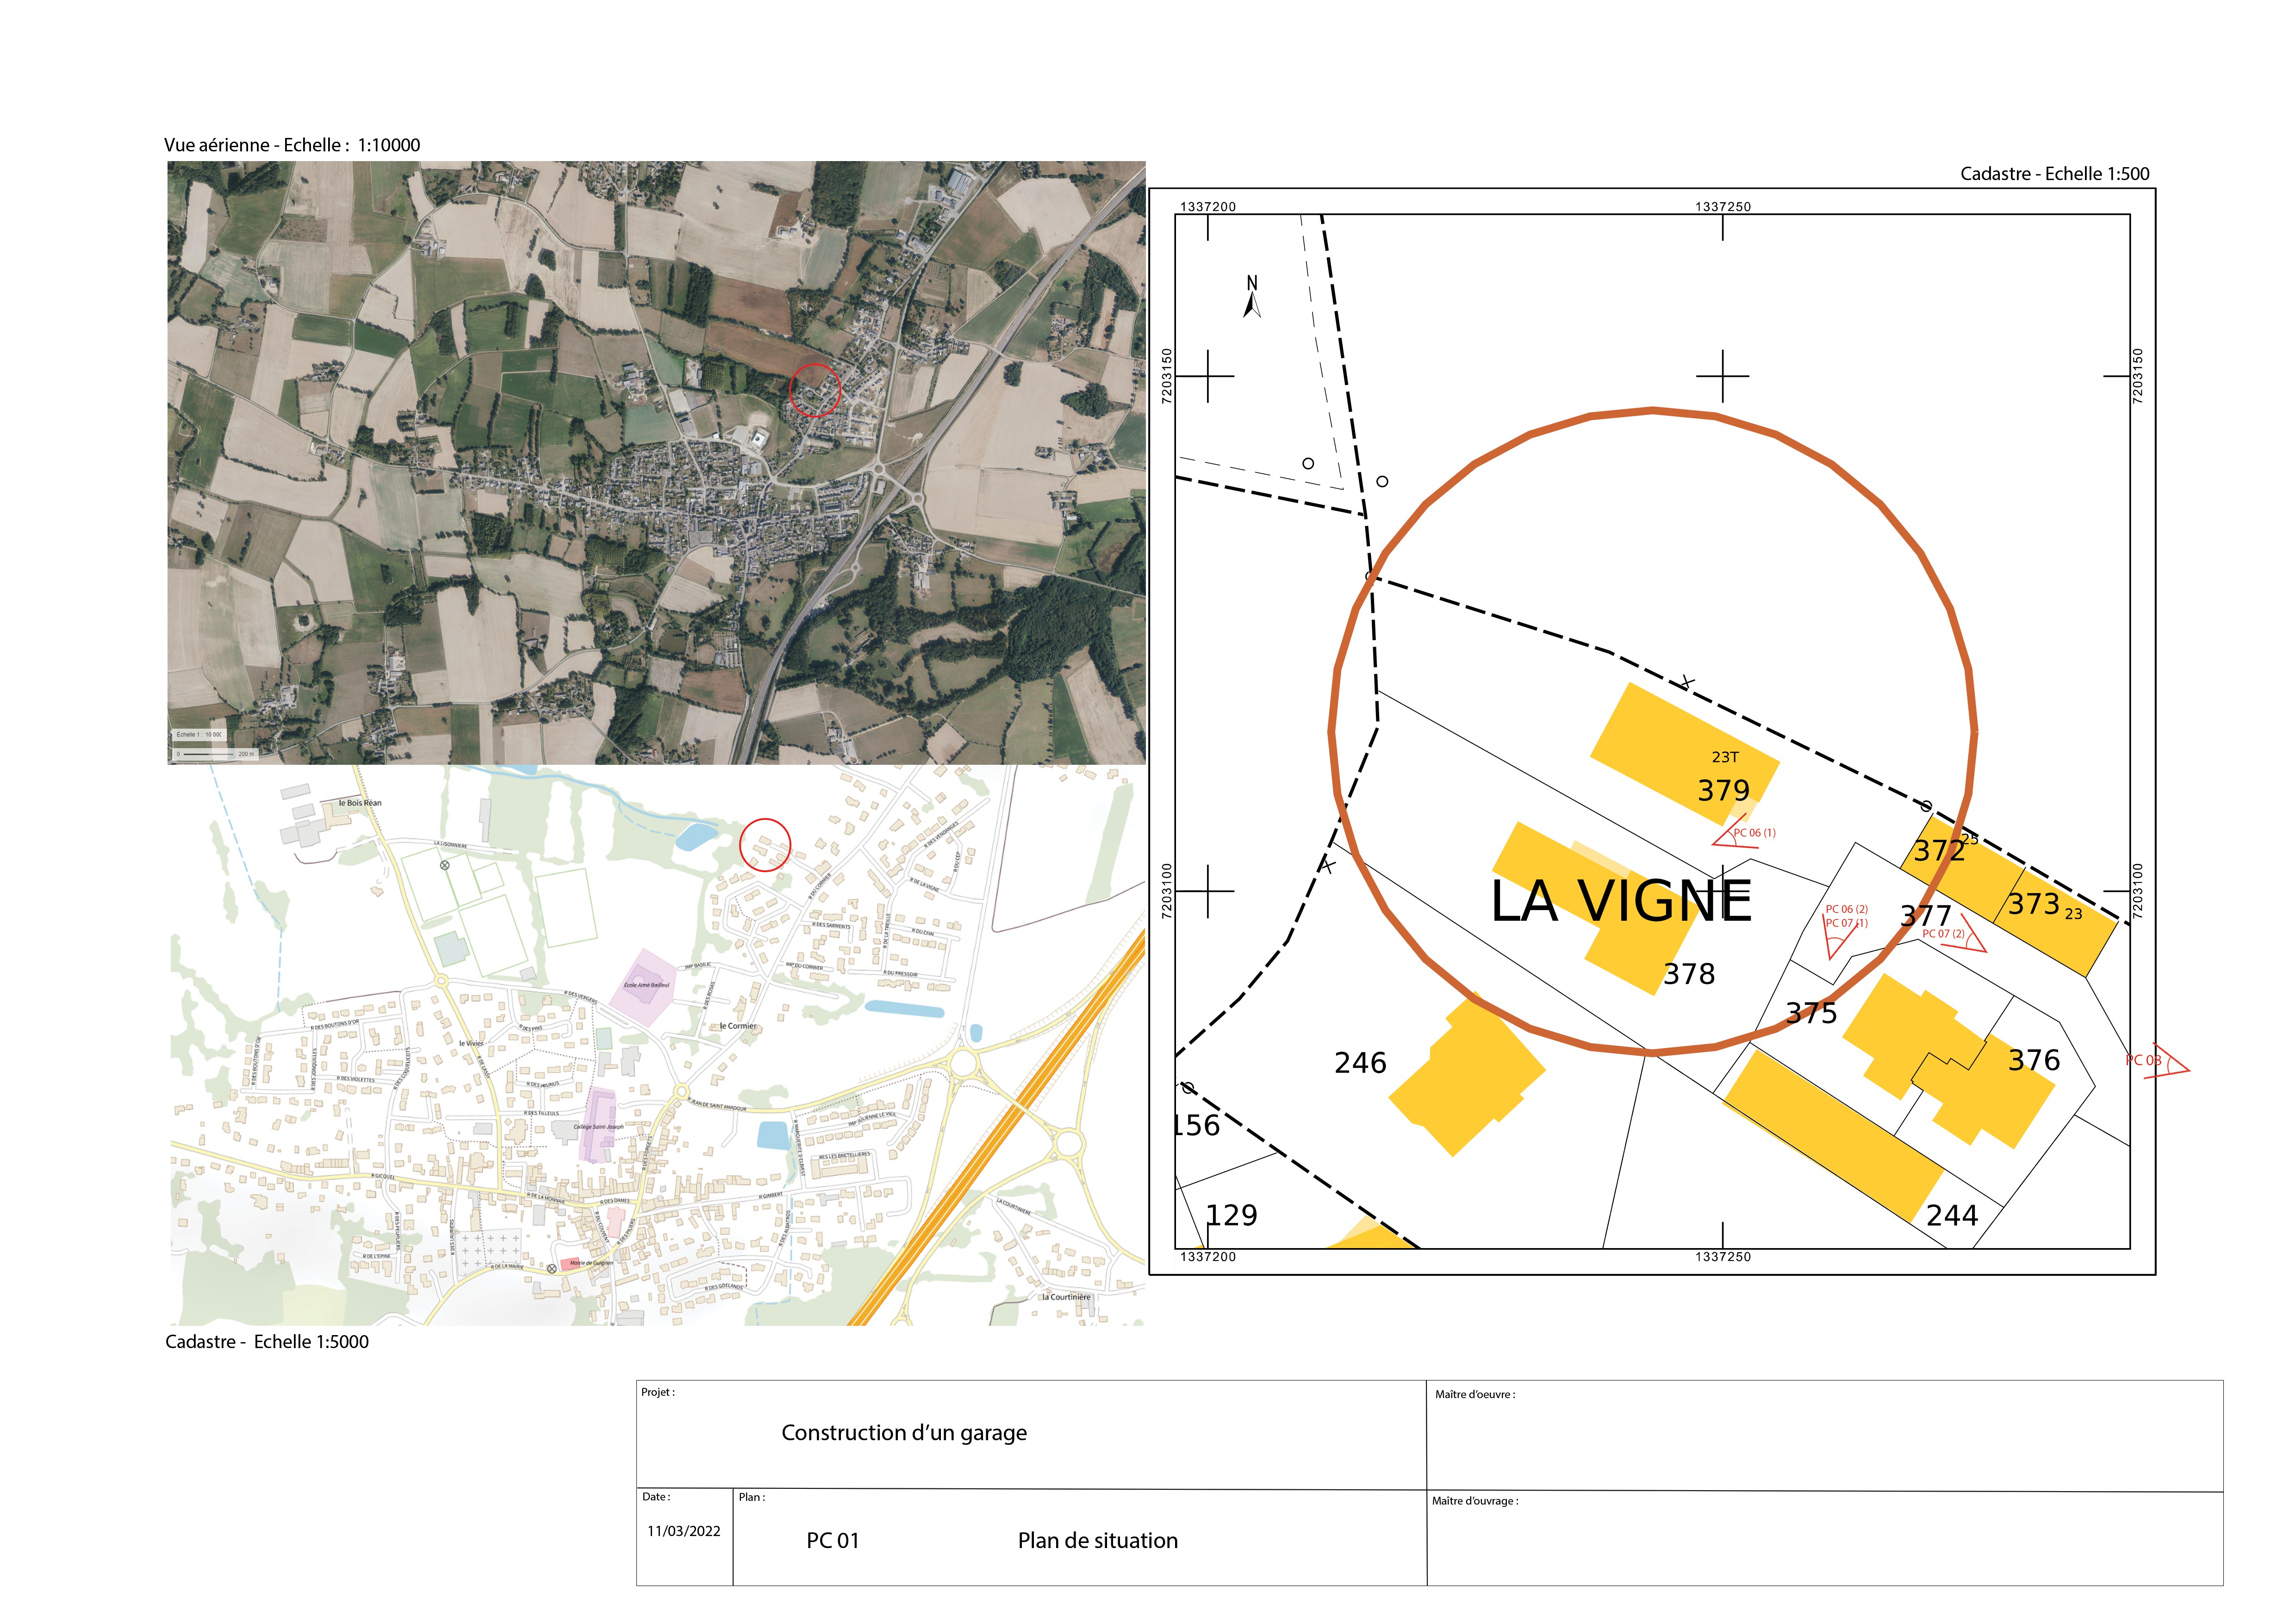 Vue aérienne - Echelle : 1:10000
Échelle 1 : 10 000
0 200 m
Cadastre - Echelle 1:500
1337200 1337250
N
7203150 7203150
23T
379
PC 06 (1)
372 25
373 23
LA VIGNE
7203100 7203100
PC 06 (2)
PC 07 (1)
377
PC 07 (2)
378
375
246
376
PC 03
156
129
244
1337200 1337250
le Bois Réan
LA LISONNIERE
R DES VENDANGES
R DU CEP
R DE LA VIGNE
R DU CORMIER
R DES SARMENTS
R DE LA TREILLE
R DU CHAI
IMP BASILIC
IMP DU CORMIER
R DU PRESSOIR
École Aimé Bailleul
R DES VERGERS
le Cormier
R DES BOUTONS D'OR
R DES PRES
le Vivier
R DES JONQUILLES
R DES VIOLETTES
R DES COQUELICOTS
R DES PRUNUS
R DES TILLEULS
Collège Saint-Joseph
R JEAN DE SAINT AMADOUR
IMP JULIENNE LE VIEIL
RES LES BRETELLIERES
R GICQUEL
R DE LA MONNAIE
R DES DAMES
R GIMBERT
LA COURTINIERE
R DE L'EPINE
R DE LA MAIRIE
Mairie de Guignen
R DES GOELANDS
la Courtinière
Cadastre - Echelle 1:5000
Projet :
Construction d'un garage
Maître d'oeuvre :
Date :
11/03/2022
Plan :
PC 01 Plan de situation
Maître d'ouvrage :